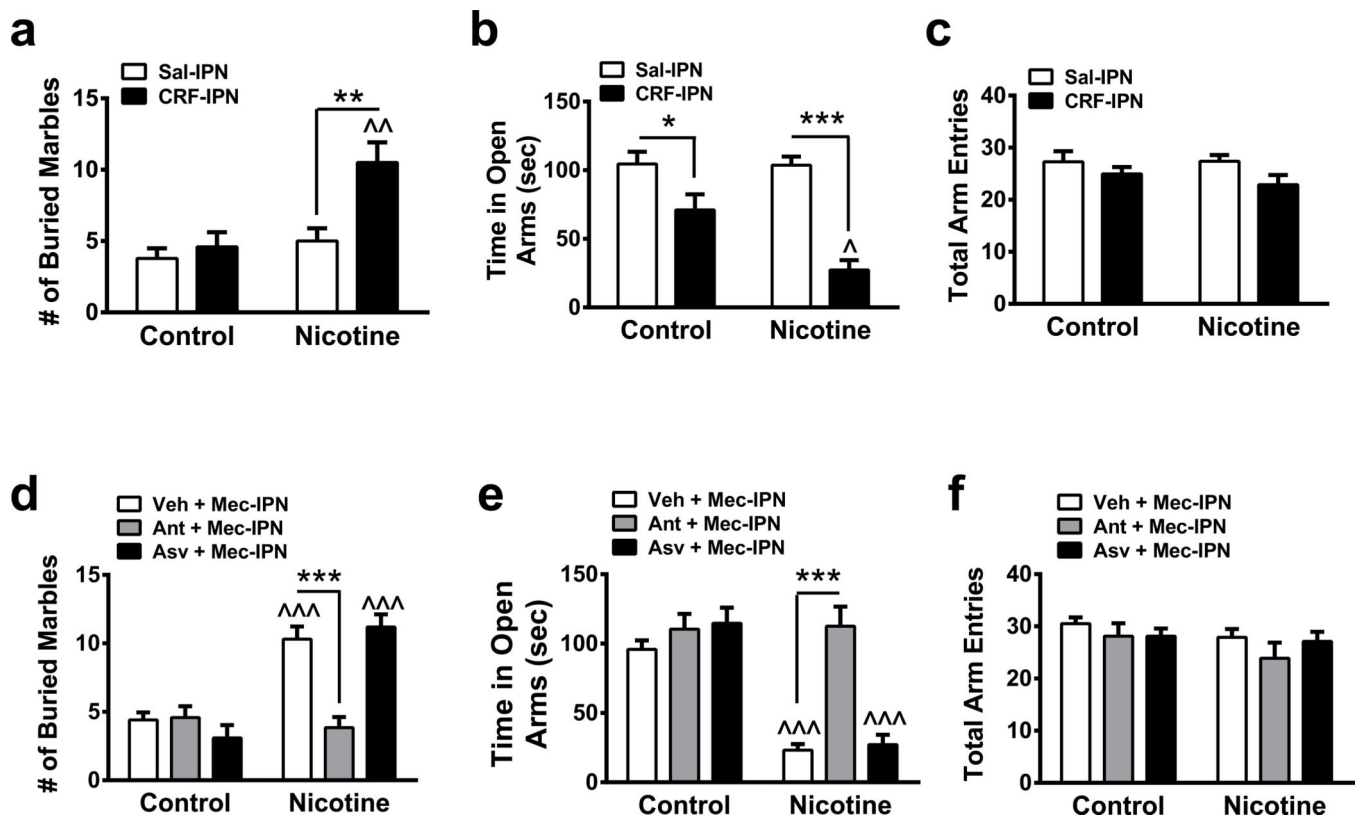 a
Sal-IPN
CRF-IPN
# of Buried Marbles
15
10
5
0
**
^^
Control
Nicotine
b
Sal-IPN
CRF-IPN
Time in Open
Arms (sec)
150
100
50
0
*
***
^
Control
Nicotine
c
Sal-IPN
CRF-IPN
Total Arm Entries
40
30
20
10
0
Control
Nicotine
d
Veh + Mec-IPN
Ant + Mec-IPN
Asv + Mec-IPN
# of Buried Marbles
15
10
5
0
***
^^^
^^^
Control
Nicotine
e
Veh + Mec-IPN
Ant + Mec-IPN
Asv + Mec-IPN
Time in Open
Arms (sec)
150
100
50
0
***
^^^
^^^
Control
Nicotine
f
Veh + Mec-IPN
Ant + Mec-IPN
Asv + Mec-IPN
Total Arm Entries
40
30
20
10
0
Control
Nicotine